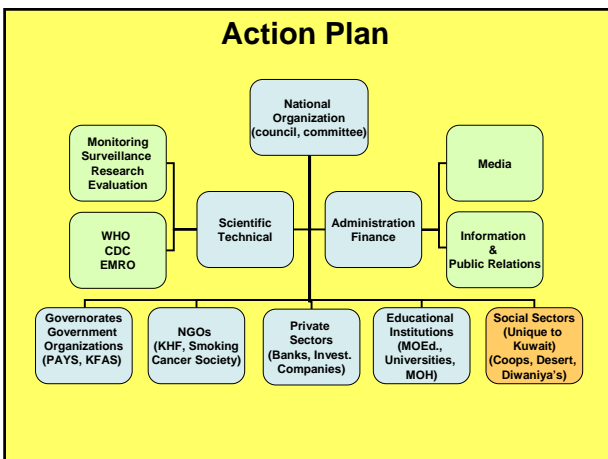 Action Plan
National
Organization
(council, committee)
Monitoring
Surveillance
Research
Evaluation
Media
Scientific
Technical
Administration
Finance
WHO
CDC
EMRO
Information
&
Public Relations
Governorates
Government
Organizations
(PAYS, KFAS)
NGOs
(KHF, Smoking
Cancer Society)
Private
Sectors
(Banks, Invest.
Companies)
Educational
Institutions
(MOEd.,
Universities,
MOH)
Social Sectors
(Unique to
Kuwait)
(Coops, Desert,
Diwaniya's)